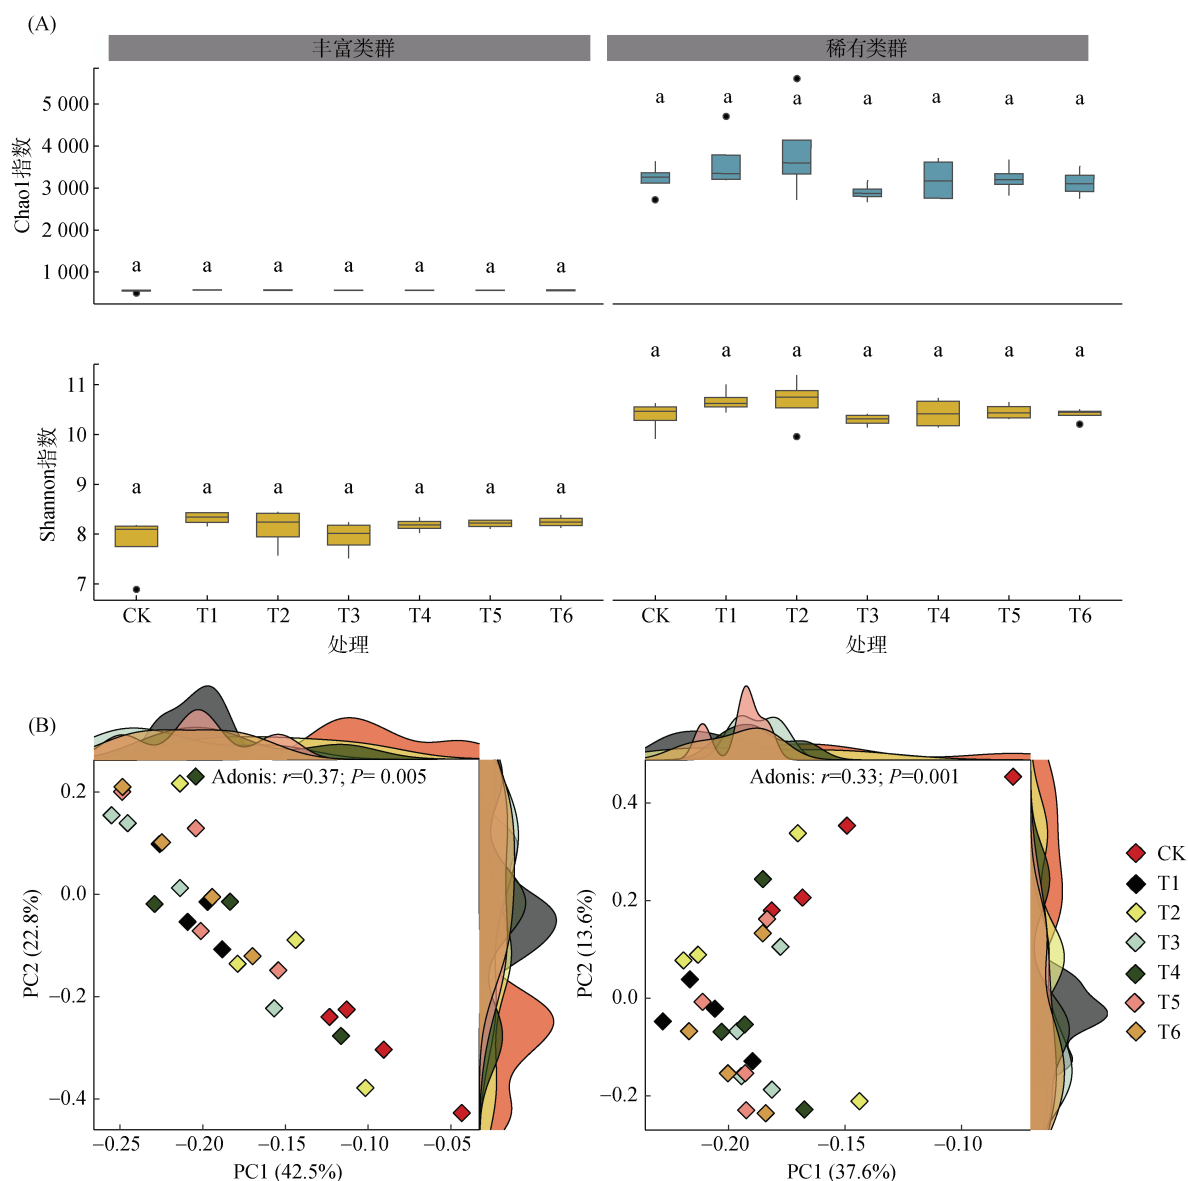 (A)
丰富类群 稀有类群
Chao1指数
5 000
4 000
3 000
2 000
1 000
a a a a a a a
a a a a a a a
Shannon指数
11
10
9
8
7
a a a a a a a
a a a a a a a
CK T1 T2 T3 T4 T5 T6
CK T1 T2 T3 T4 T5 T6
处理 处理
(B)
Adonis: r=0.37; P= 0.005
PC2 (22.8%)
0.2
0.0
−0.2
−0.4
−0.25 −0.20 −0.15 −0.10 −0.05
PC1 (42.5%)
Adonis: r=0.33; P=0.001
PC2 (13.6%)
0.4
0.2
0.0
−0.2
−0.20 −0.15 −0.10
PC1 (37.6%)
CK
T1
T2
T3
T4
T5
T6